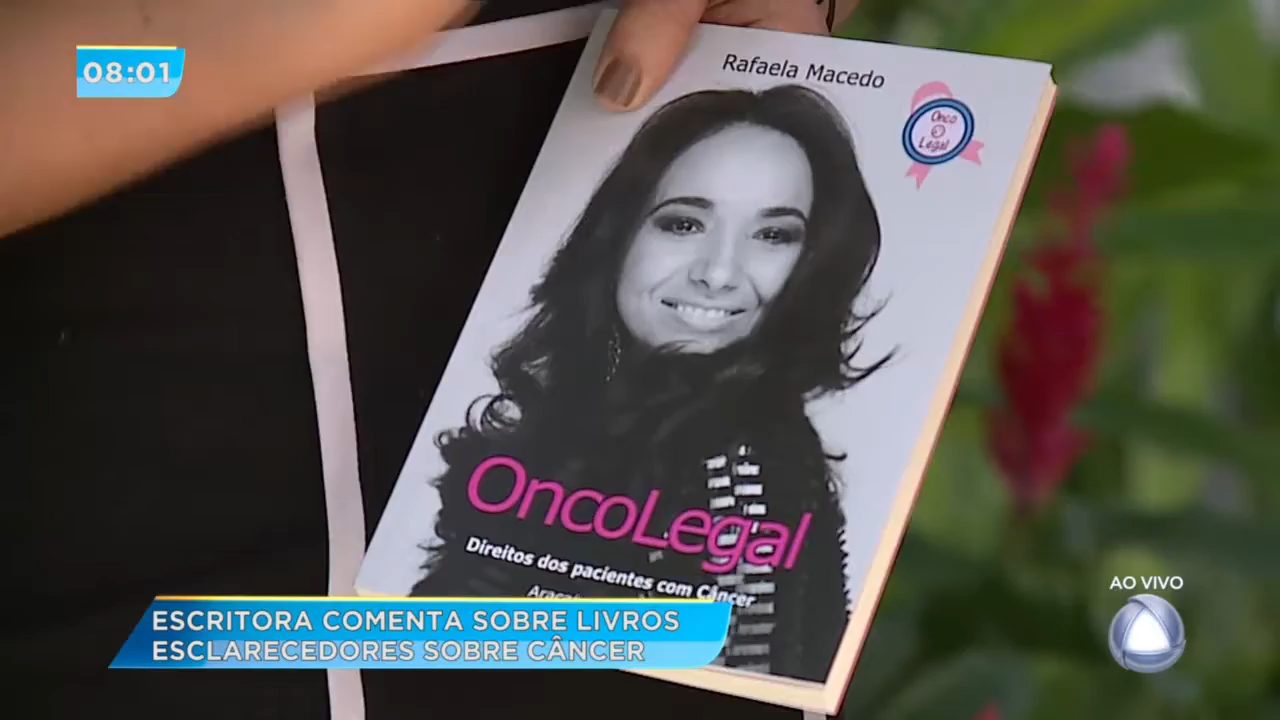 08:01
Rafaela Macedo
Onco
Legal
OncoLegal
Direitos dos pacientes com Câncer
ESCRITORA COMENTA SOBRE LIVROS
ESCLARECEDORES SOBRE CÂNCER
AO VIVO